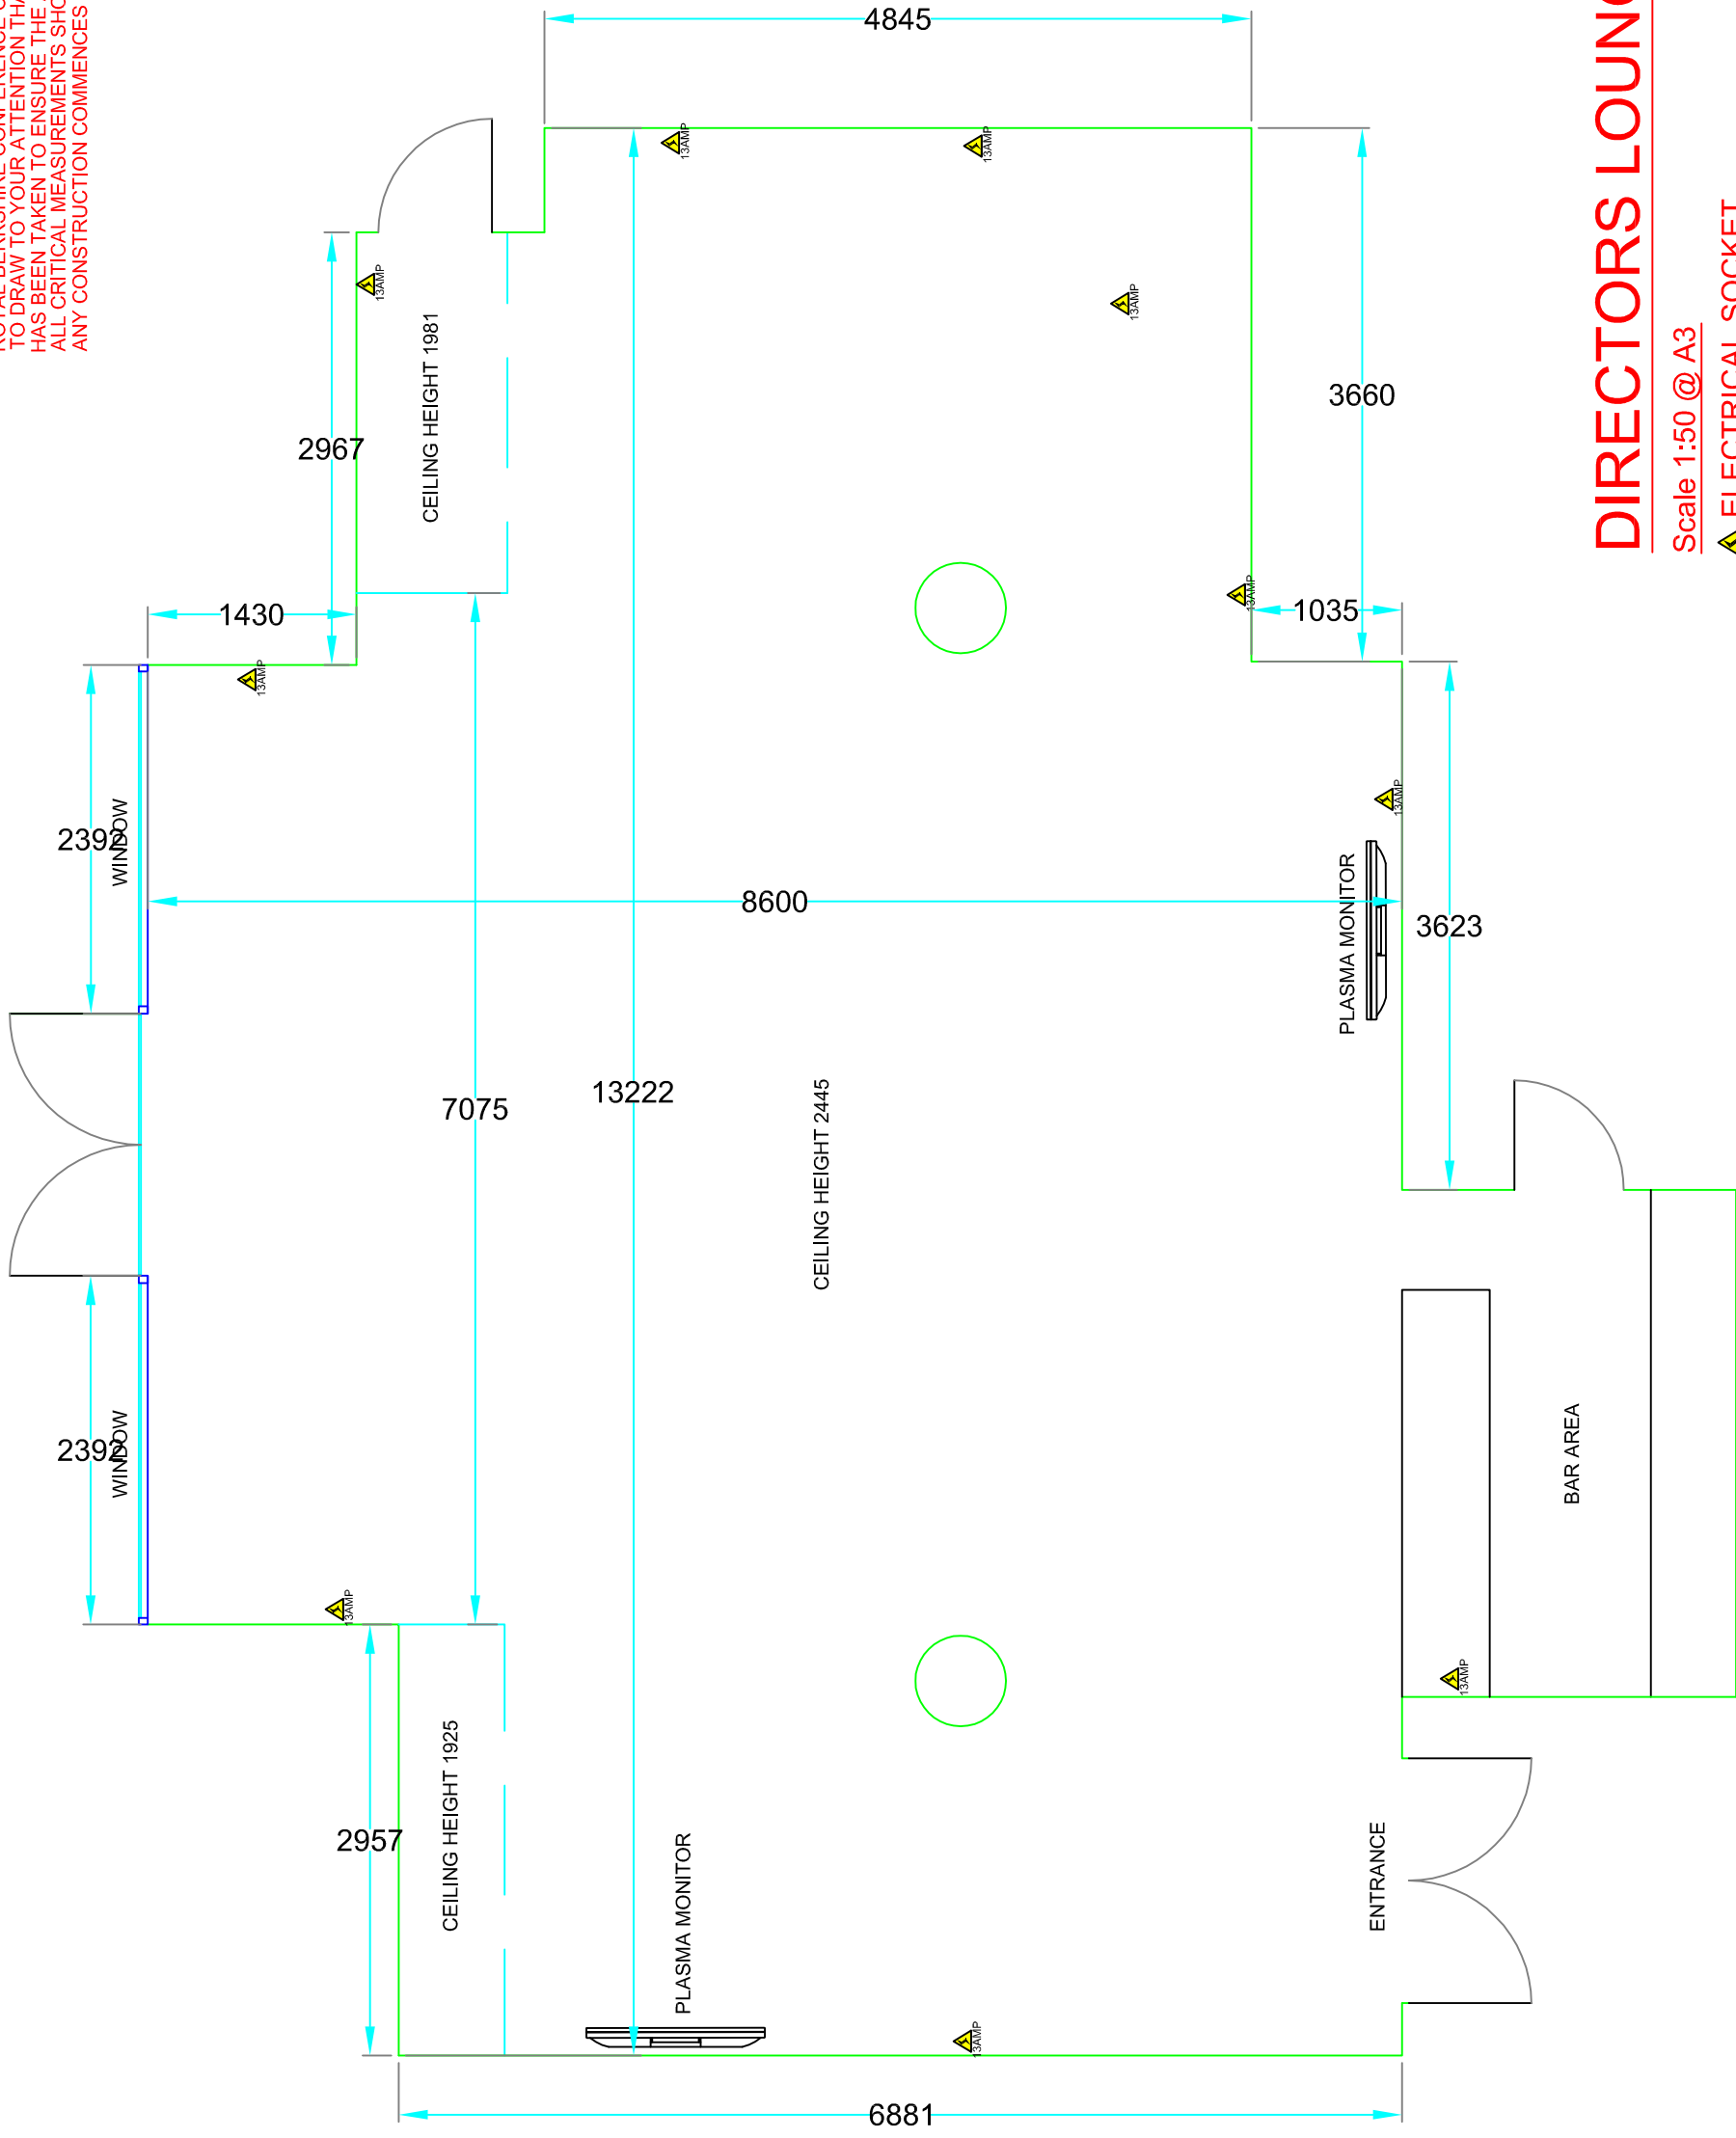 TO DRAW TO YOUR ATTENTION
HAS BEEN TAKEN TO ENSURE THE
ALL CRITICAL MEASUREMENTS
ANY CONSTRUCTION COMMENCES
4845
13AMP
13AMP
13AMP
13AMP
CEILING HEIGHT 1981
2967
3660
1430
1035
13AMP
13AMP
2392
WINDOW
13AMP
PLASMA MONITOR
8600
3623
7075
13222
CEILING HEIGHT 2445
2392
WINDOW
BAR AREA
13AMP
13AMP
2957
CEILING HEIGHT 1925
PLASMA MONITOR
ENTRANCE
13AMP
6881
DIRECTORS
Scale 1:50 @ A3
ELECTRICAL SOCKET